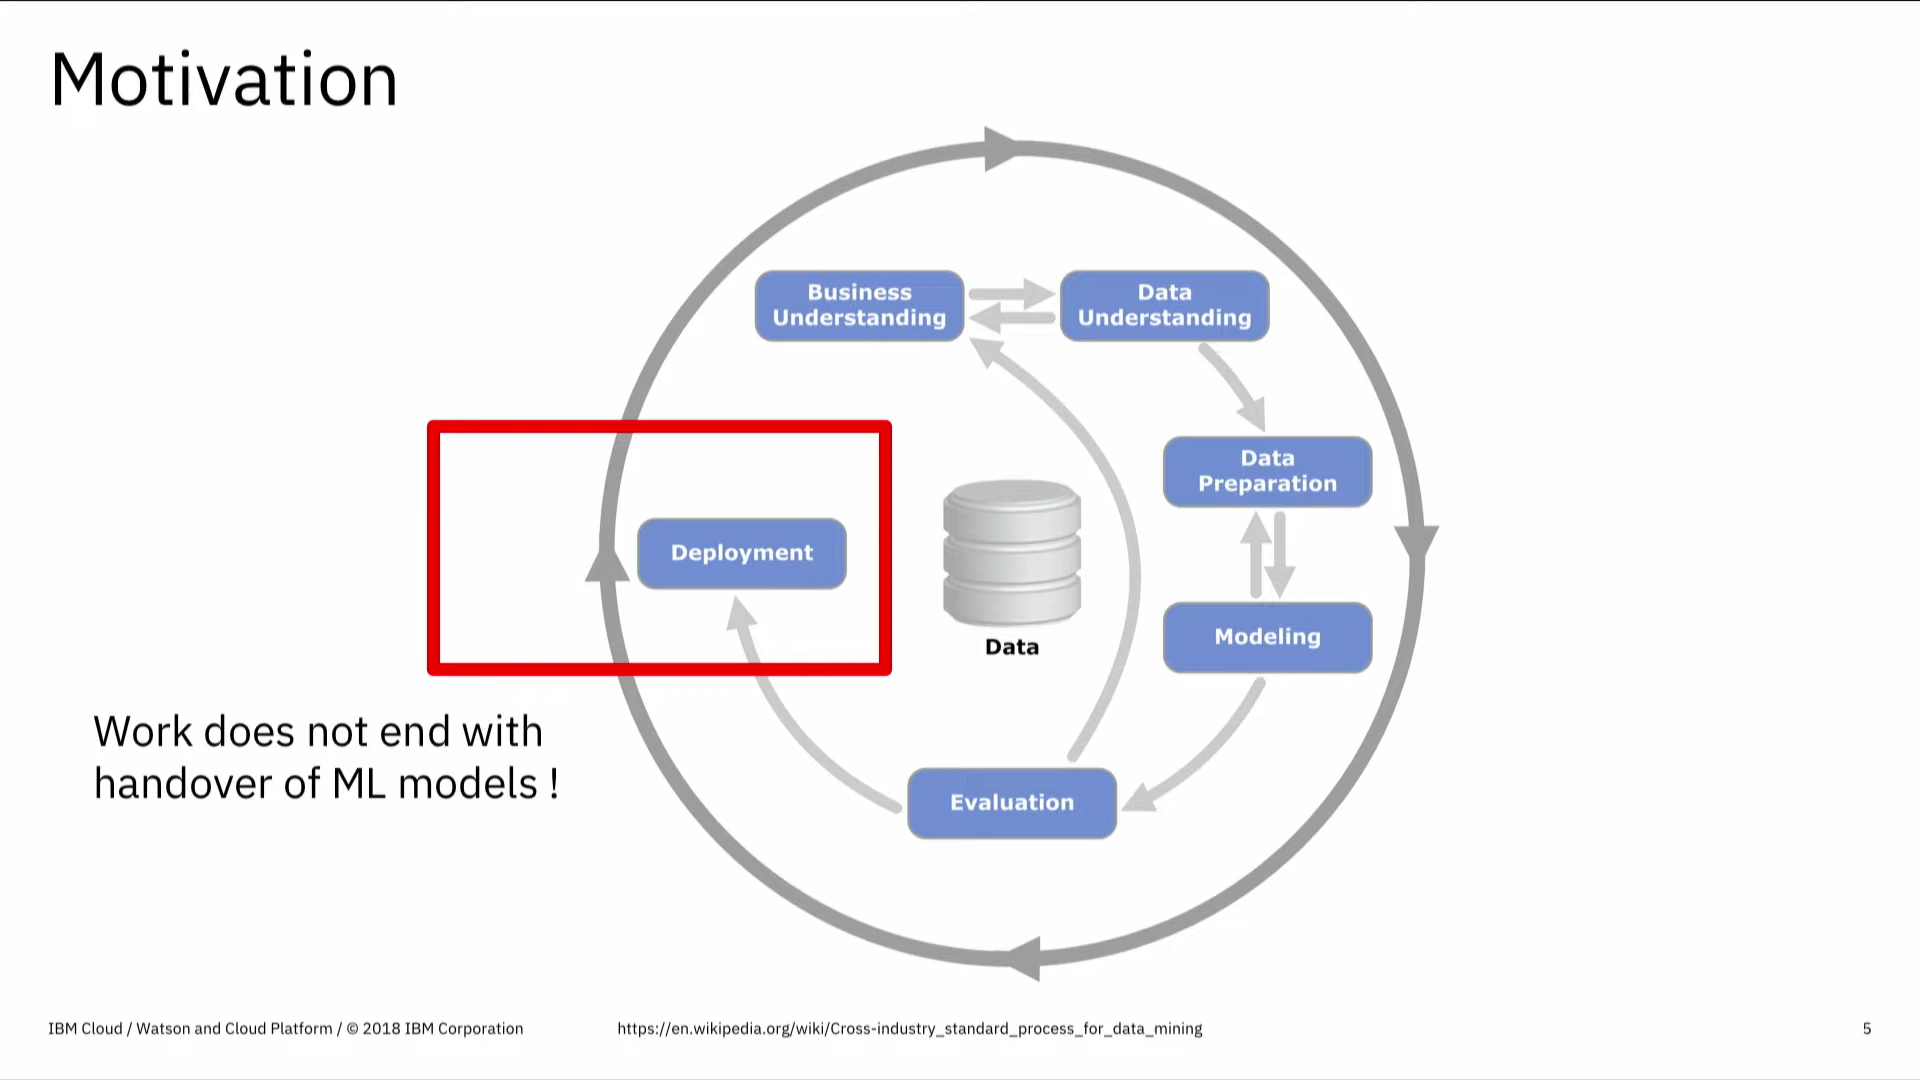 Motivation
Business
Understanding
Data
Understanding
Data
Preparation
Deployment
Data
Modeling
Work does not end with
handover of ML models !
Evaluation
IBM Cloud / Watson and Cloud Platform / © 2018 IBM Corporation
https://en.wikipedia.org/wiki/Cross-industry_standard_process_for_data_mining
5